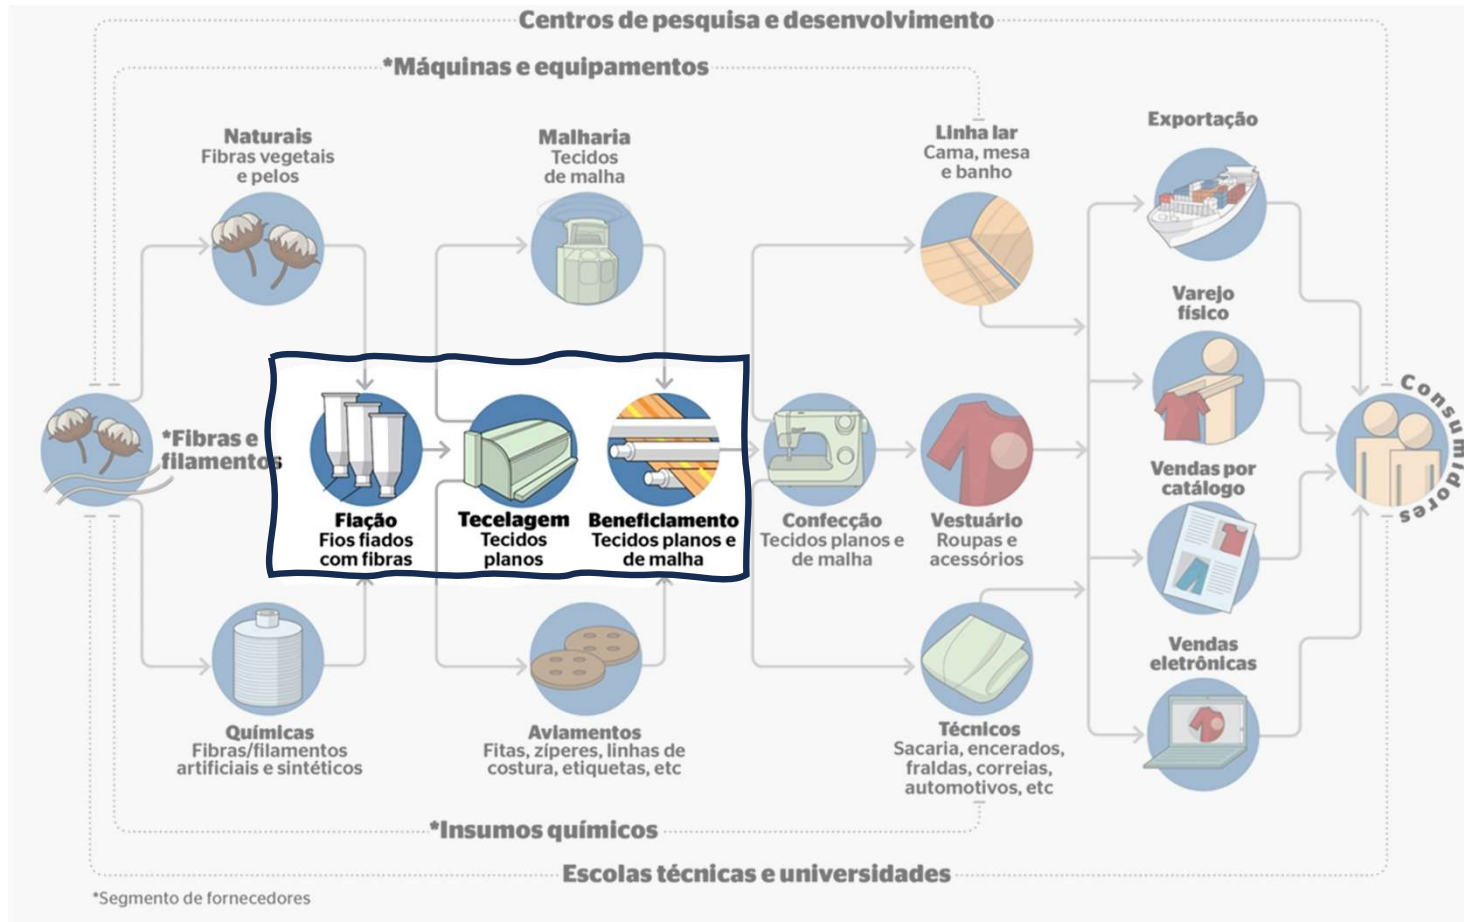 Centros de pesquisa e desenvolvimento
*Máquinas e equipamentos
Naturais
Fibras vegetais
e pelos
Malharia
Tecidos
de malha
Linha lar
Cama, mesa
e banho
Exportação
Varejo
físico
*Fibras e
filamentos
Fiação
Fios fiados
com fibras
Tecelagem
Tecidos
planos
Beneficiamento
Tecidos planos e
de malha
Confecção
Tecidos planos e
de malha
Vestuário
Roupas e
acessórios
Vendas por
catálogo
Consumidores
Químicas
Fibras/filamentos
artificiais e sintéticos
Aviamentos
Fitas, zíperes, linhas de
costura, etiquetas, etc
Técnicos
Sacaria, encerados,
fraldas, correias,
automotivos, etc
Vendas
eletrônicas
*Insumos químicos
Escolas técnicas e universidades
*Segmento de fornecedores